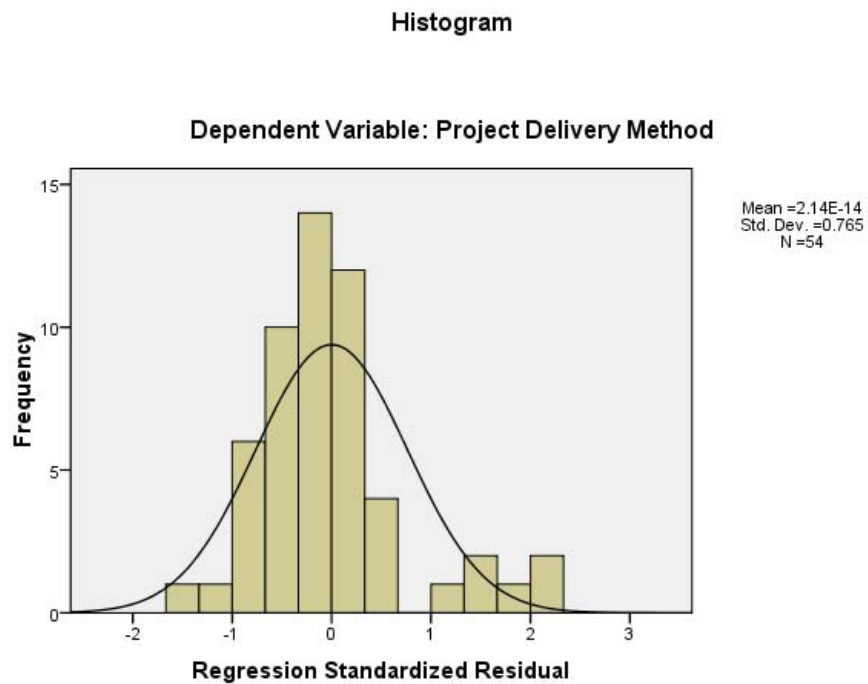 Histogram
Dependent Variable: Project Delivery Method
Mean =2.14E-14
Std. Dev. =0.765
N =54
15
10
5
0
Frequency
-2 -1 0 1 2 3
Regression Standardized Residual